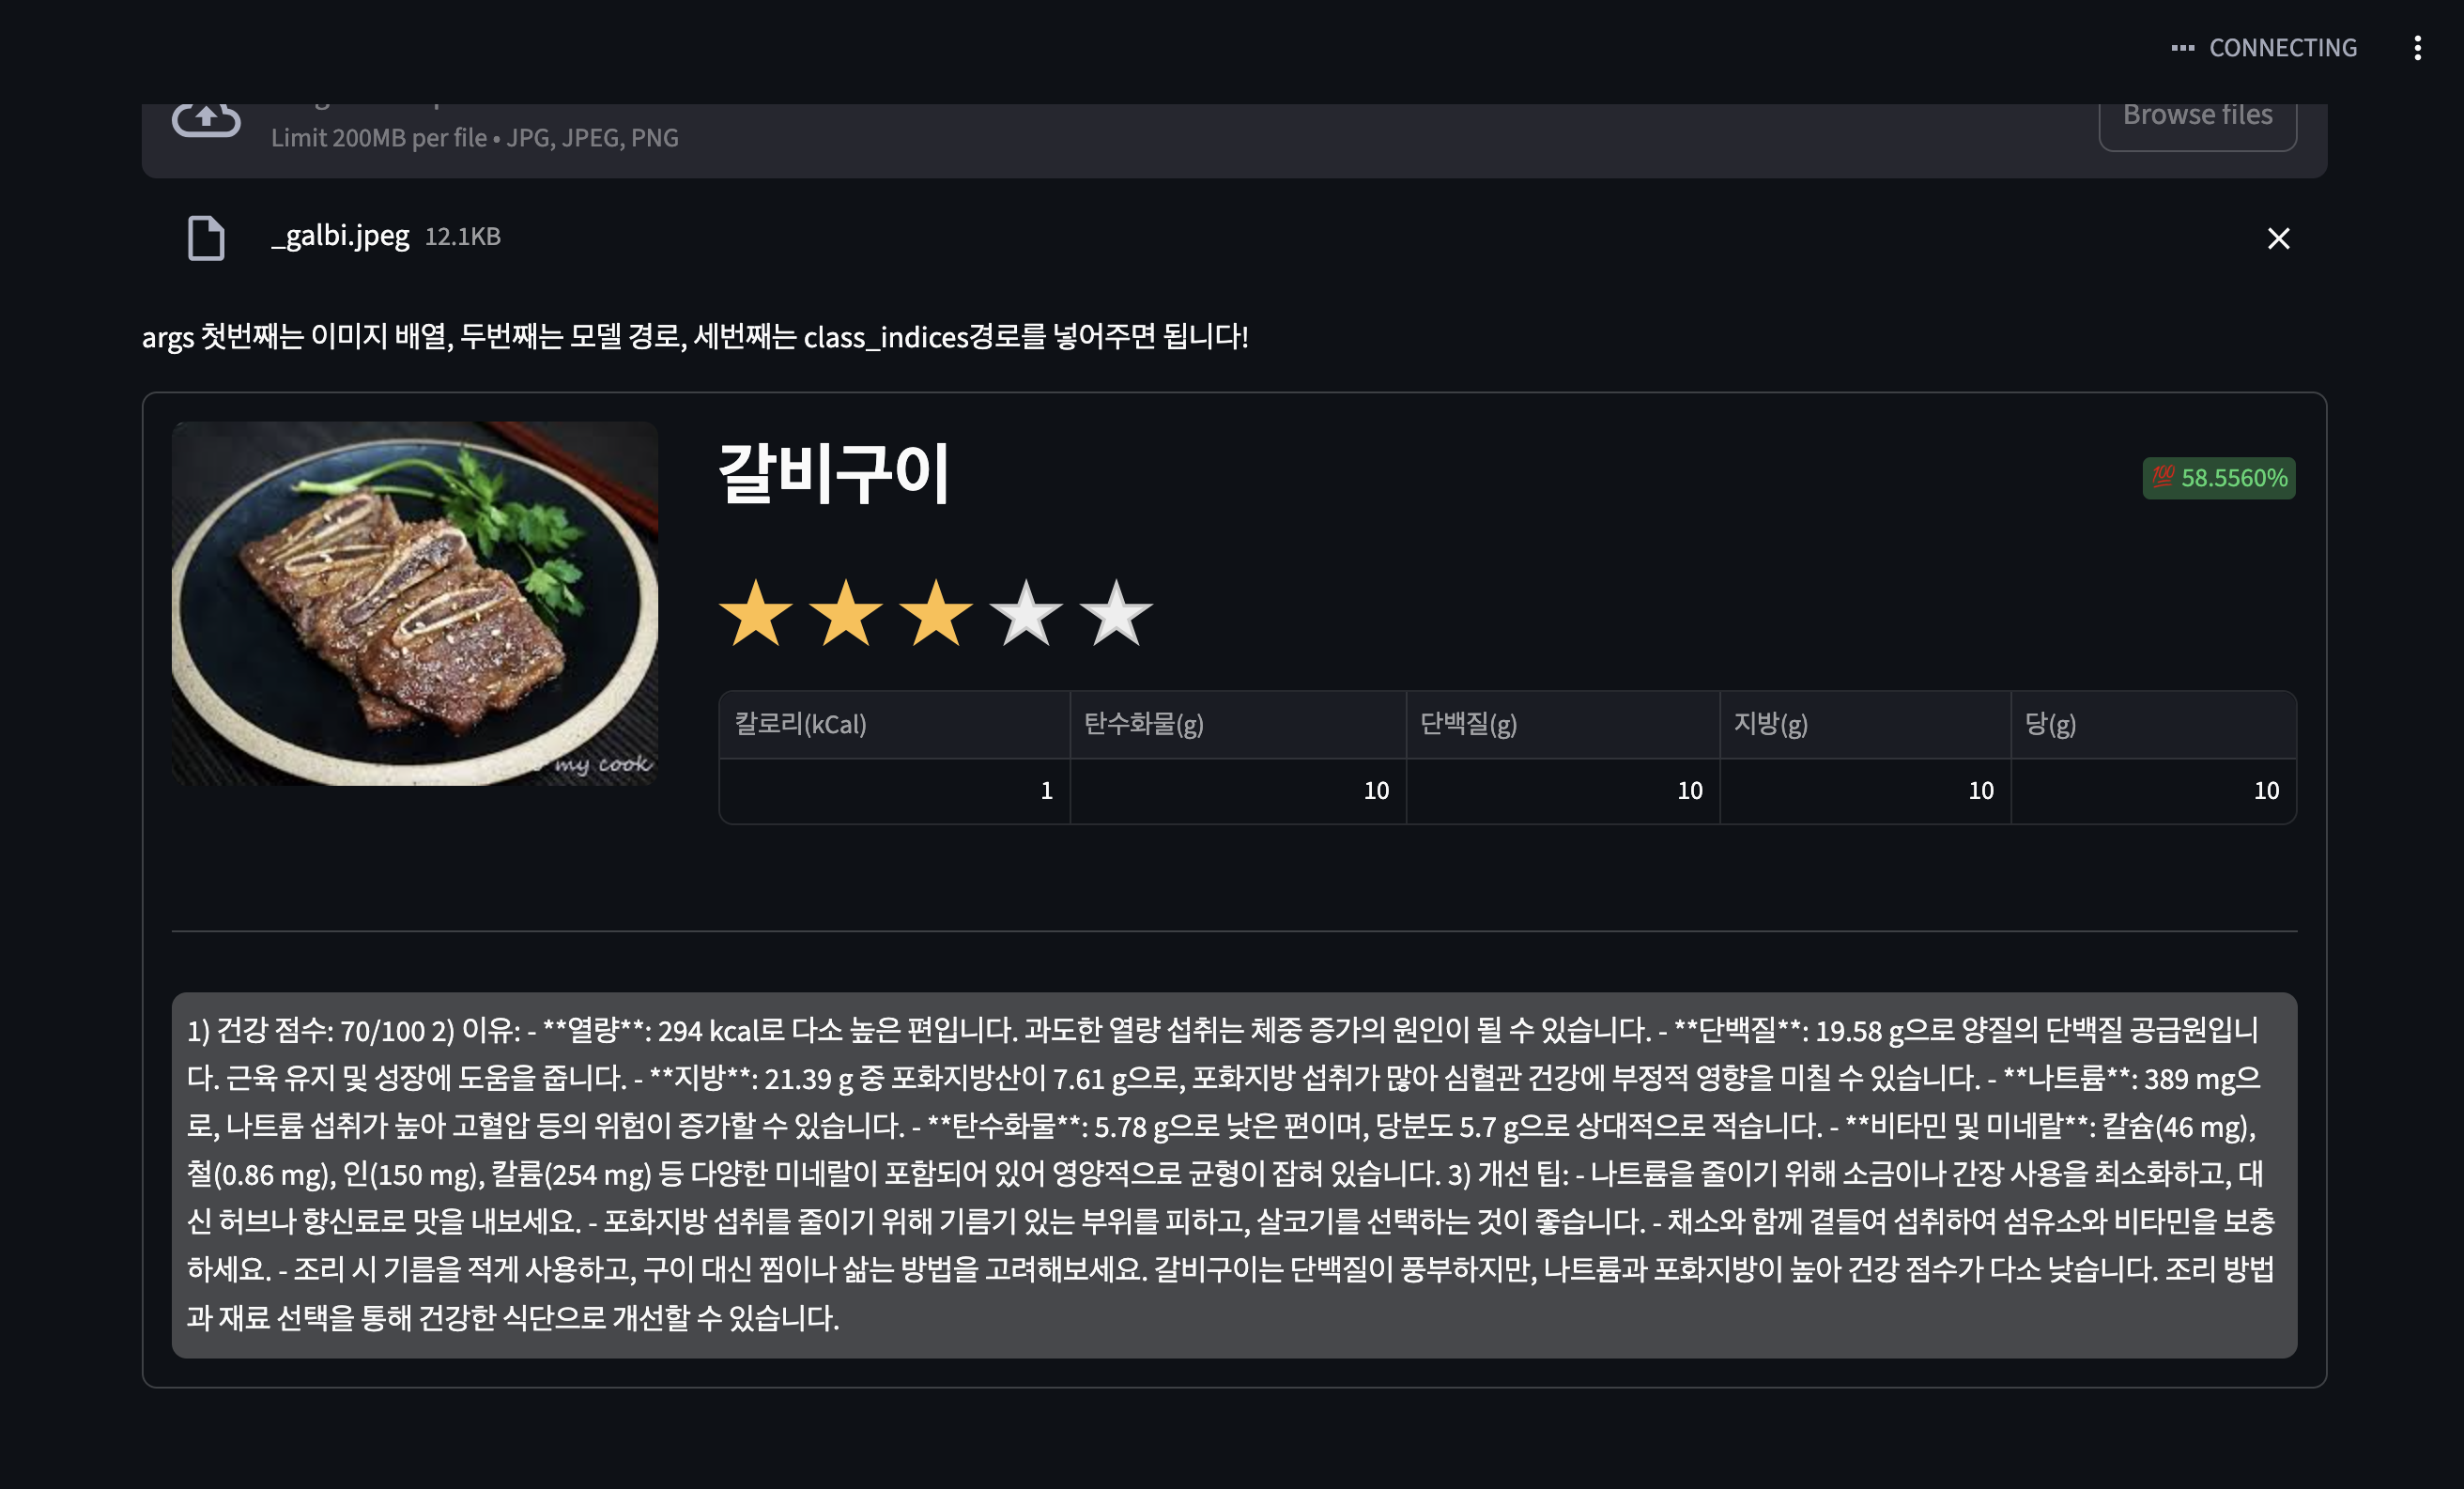 CONNECTING
Limit 200MB per file • JPG, JPEG, PNG
Browse files
_galbi.jpeg 12.1KB
args 첫번째는 이미지 배열, 두번째는 모델 경로, 세번째는 class_indices경로를 넣어주면 됩니다!
갈비구이
💯 58.5560%
my cook
칼로리(kCal) 탄수화물(g) 단백질(g) 지방(g) 당(g)
1 10 10 10 10
1) 건강 점수: 70/100 2) 이유: - **열량**: 294 kcal로 다소 높은 편입니다. 과도한 열량 섭취는 체중 증가의 원인이 될 수 있습니다. - **단백질**: 19.58 g으로 양질의 단백질 공급원입니
다. 근육 유지 및 성장에 도움을 줍니다. - **지방**: 21.39 g 중 포화지방산이 7.61 g으로, 포화지방 섭취가 많아 심혈관 건강에 부정적 영향을 미칠 수 있습니다. - **나트륨**: 389 mg으
로, 나트륨 섭취가 높아 고혈압 등의 위험이 증가할 수 있습니다. - **탄수화물**: 5.78 g으로 낮은 편이며, 당분도 5.7 g으로 상대적으로 적습니다. - **비타민 및 미네랄**: 칼슘(46 mg),
철(0.86 mg), 인(150 mg), 칼륨(254 mg) 등 다양한 미네랄이 포함되어 있어 영양적으로 균형이 잡혀 있습니다. 3) 개선 팁: - 나트륨을 줄이기 위해 소금이나 간장 사용을 최소화하고, 대
신 허브나 향신료로 맛을 내보세요. - 포화지방 섭취를 줄이기 위해 기름기 있는 부위를 피하고, 살코기를 선택하는 것이 좋습니다. - 채소와 함께 곁들여 섭취하여 섬유소와 비타민을 보충
하세요. - 조리 시 기름을 적게 사용하고, 구이 대신 찜이나 삶는 방법을 고려해보세요. 갈비구이는 단백질이 풍부하지만, 나트륨과 포화지방이 높아 건강 점수가 다소 낮습니다. 조리 방법
과 재료 선택을 통해 건강한 식단으로 개선할 수 있습니다.